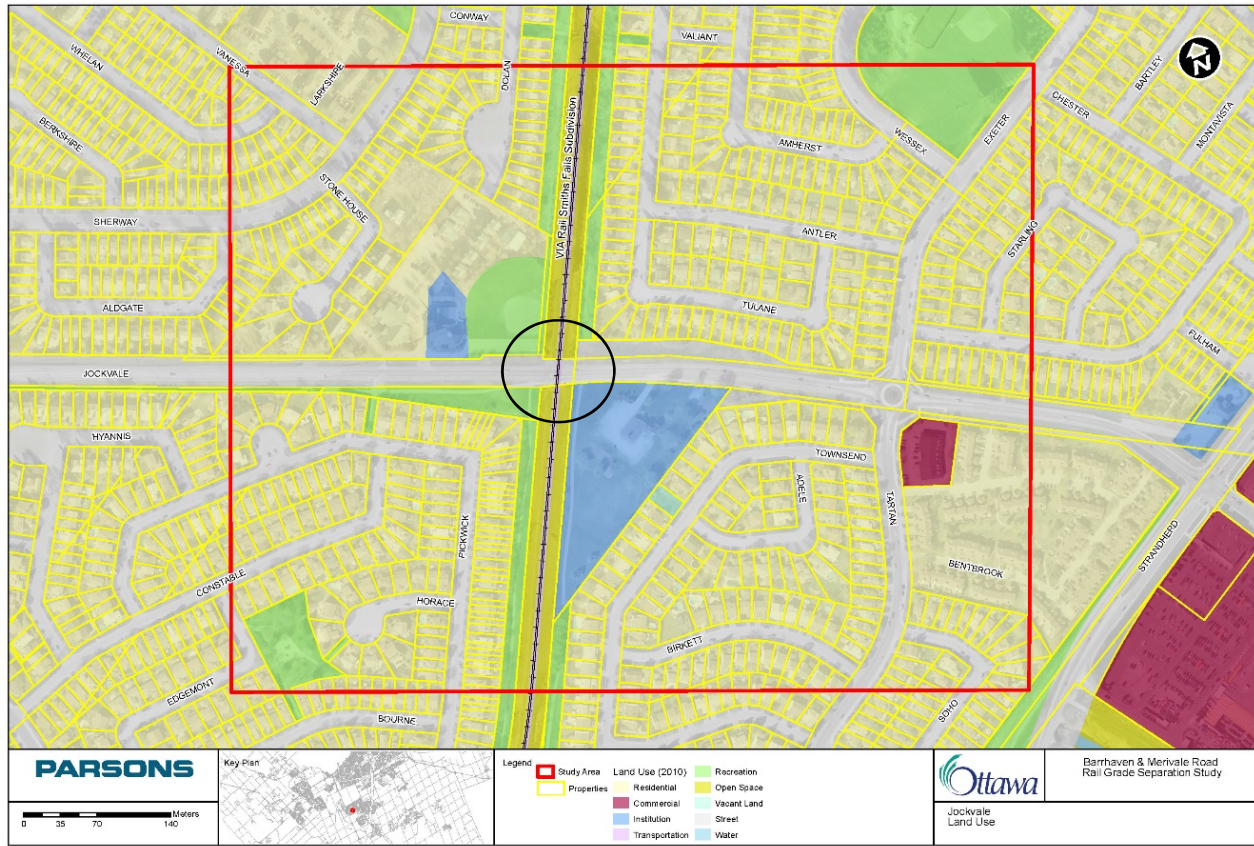 CONWAY
VALIANT
WHELAN
VANESSA
LARKSHIRE
DOLAN
N
BARTLEY
CHESTER
MONTAVISTA
BERKSHIRE
WESSEX
EXETER
AMHERST
STONE HOUSE
SHERWAY
VIA Rail Smiths Falls Subdivision
ANTLER
STARLING
ALDGATE
TULANE
FULHAM
JOCKVALE
HYANNIS
TOWNSEND
ADELE
TARTAN
PICKWICK
STRANDHERD
CONSTABLE
BENTBROOK
HORACE
BIRKETT
EDGEMONT
SOHO
BOURNE
PARSONS
Meters
0 35 70 140
Key Plan
Legend
Study Area
Properties
Land Use (2010)
Residential
Commercial
Institution
Transportation
Recreation
Open Space
Vacant Land
Street
Water
Ottawa
Barrhaven & Merivale Road
Rail Grade Separation Study
Jockvale
Land Use